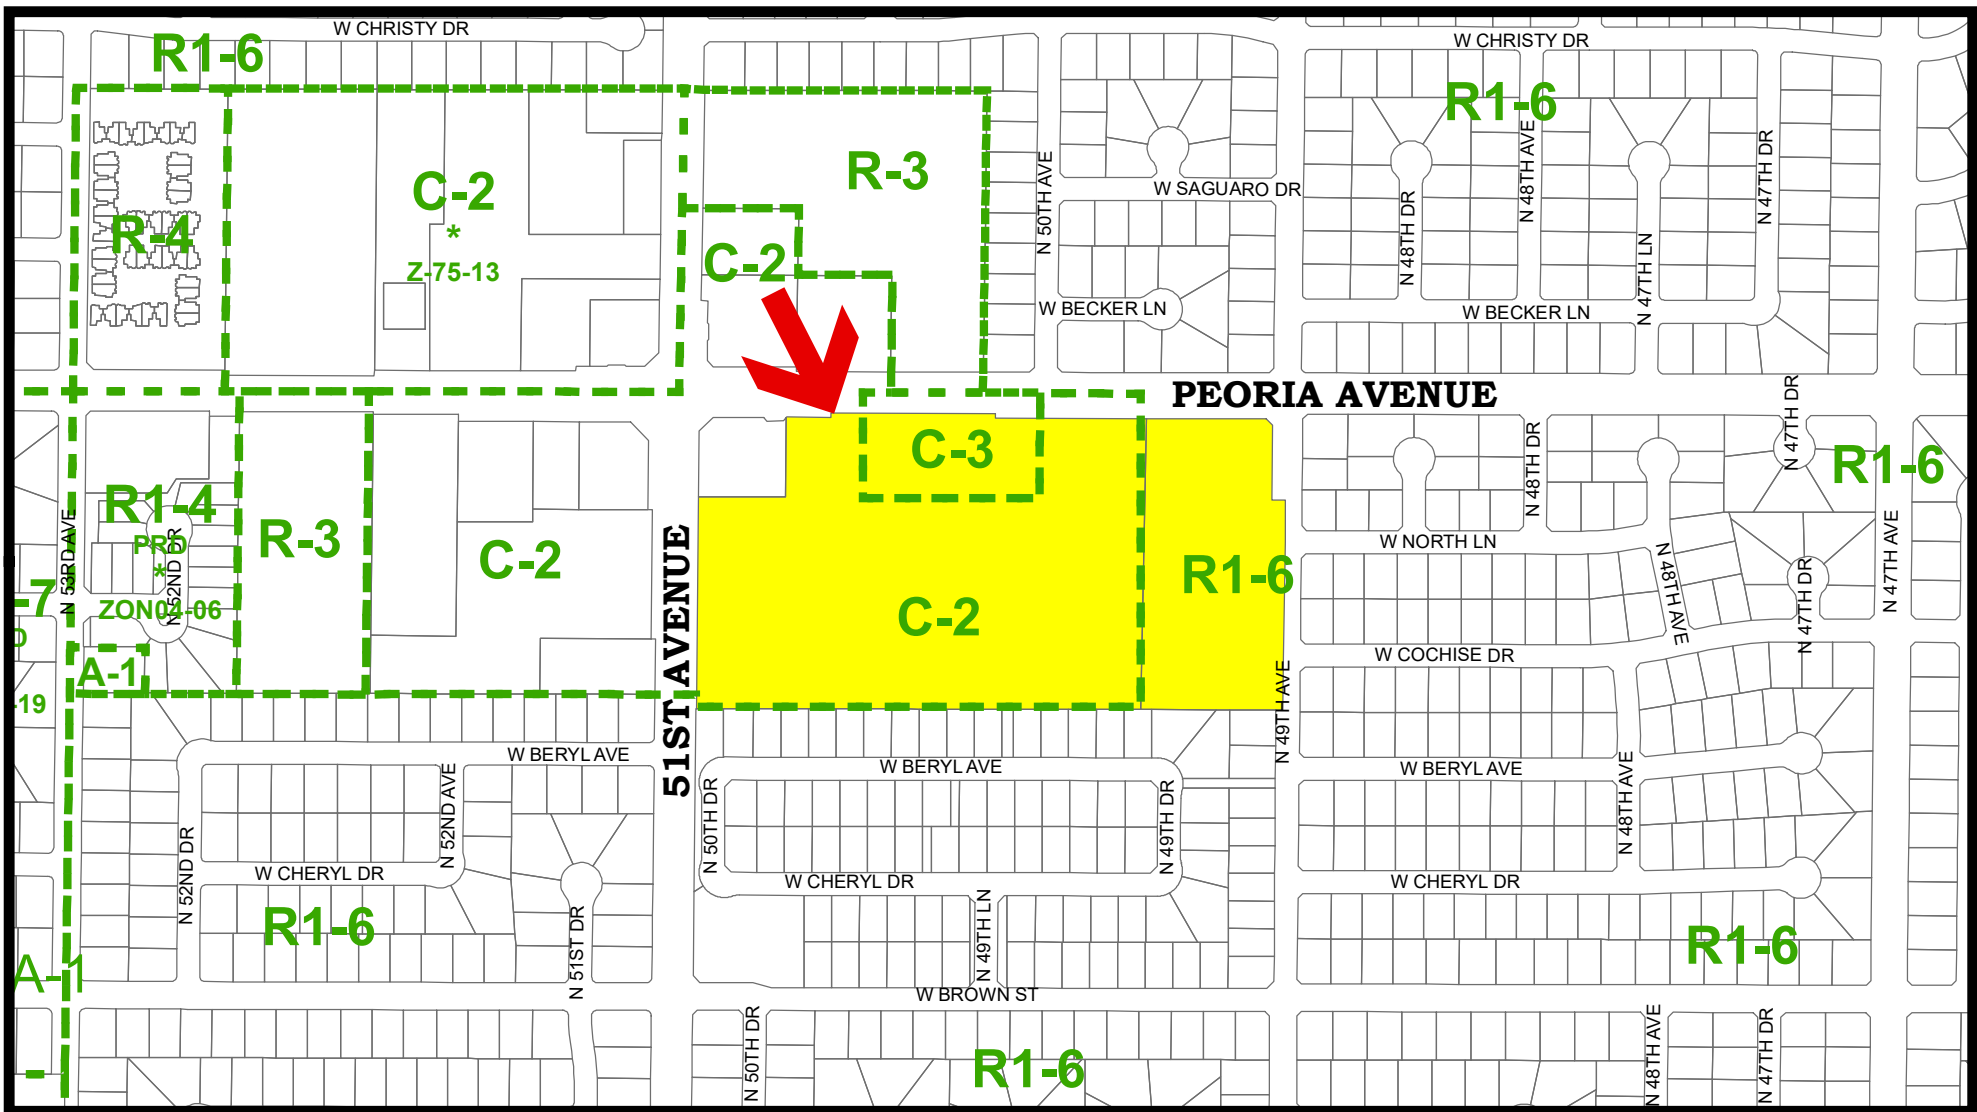 W CHRISTY DR
W CHRISTY DR
R1-6
R1-6
N 50TH AVE
N 48TH AVE
N 47TH DR
C-2
*
Z-75-13
R-3
W SAGUARO DR
N 48TH DR
R-4
C-2
N 47TH LN
W BECKER LN
W BECKER LN
PEORIA AVENUE
N 47TH DR
C-3
N 48TH DR
R1-6
R1-4
PRD
*
ZON04-06
N 53RD AVE
N 52ND DR
R-3
C-2
51ST AVENUE
C-2
R1-6
W NORTH LN
N 48TH AVE
N 47TH DR
N 47TH AVE
-7
D
-19
A-1
W COCHISE DR
N 49TH AVE
W BERYL AVE
W BERYL AVE
W BERYL AVE
N 52ND DR
N 52ND AVE
N 50TH DR
N 49TH DR
N 48TH AVE
W CHERYL DR
W CHERYL DR
W CHERYL DR
R1-6
N 51ST DR
N 49TH LN
R1-6
A-1
W BROWN ST
-
N 50TH DR
R1-6
N 48TH AVE
N 47TH DR